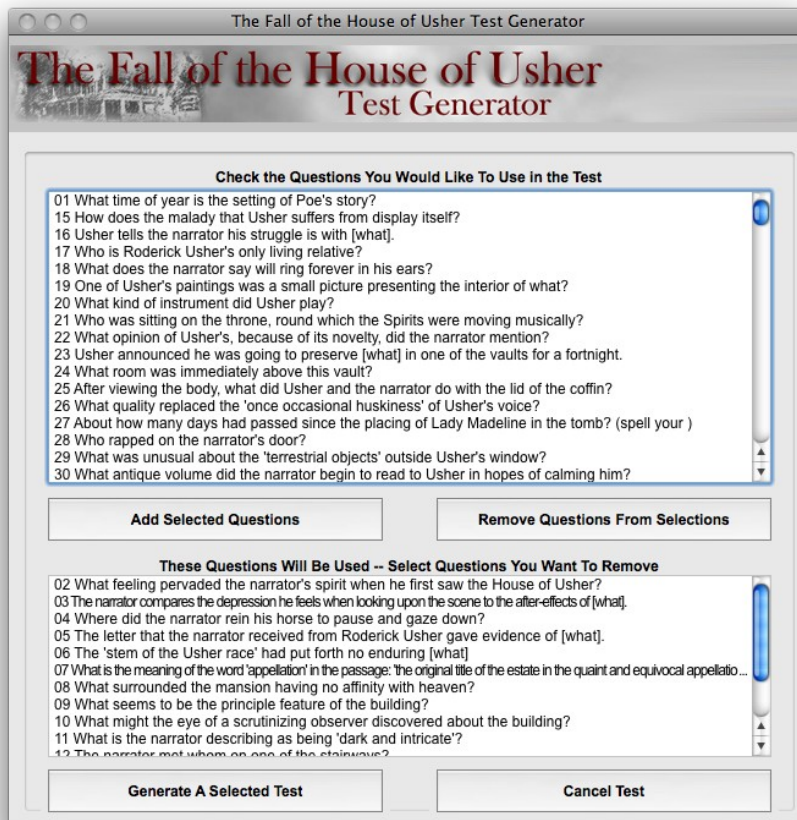 The Fall of the House of Usher Test Generator
The Fall of the House of Usher
Test Generator
Check the Questions You Would Like To Use in the Test
01 What time of year is the setting of Poe's story?
15 How does the malady that Usher suffers from display itself?
16 Usher tells the narrator his struggle is with [what].
17 Who is Roderick Usher's only living relative?
18 What does the narrator say will ring forever in his ears?
19 One of Usher's paintings was a small picture presenting the interior of what?
20 What kind of instrument did Usher play?
21 Who was sitting on the throne, round which the Spirits were moving musically?
22 What opinion of Usher's, because of its novelty, did the narrator mention?
23 Usher announced he was going to preserve [what] in one of the vaults for a fortnight.
24 What room was immediately above this vault?
25 After viewing the body, what did Usher and the narrator do with the lid of the coffin?
26 What quality replaced the 'once occasional huskiness' of Usher's voice?
27 About how many days had passed since the placing of Lady Madeline in the tomb? (spell your )
28 Who rapped on the narrator's door?
29 What was unusual about the 'terrestrial objects' outside Usher's window?
30 What antique volume did the narrator begin to read to Usher in hopes of calming him?
Add Selected Questions
Remove Questions From Selections
These Questions Will Be Used -- Select Questions You Want To Remove
02 What feeling pervaded the narrator's spirit when he first saw the House of Usher?
03 The narrator compares the depression he feels when looking upon the scene to the after-effects of [what].
04 Where did the narrator rein his horse to pause and gaze down?
05 The letter that the narrator received from Roderick Usher gave evidence of [what].
06 The 'stem of the Usher race' had put forth no enduring [what]
07 What is the meaning of the word 'appellation' in the passage: 'the original title of the estate in the quaint and equivocal appellatio ...
08 What surrounded the mansion having no affinity with heaven?
09 What seems to be the principle feature of the building?
10 What might the eye of a scrutinizing observer discovered about the building?
11 What is the narrator describing as being 'dark and intricate'?
12 The narrator met whom on one of the stairways?
Generate A Selected Test
Cancel Test